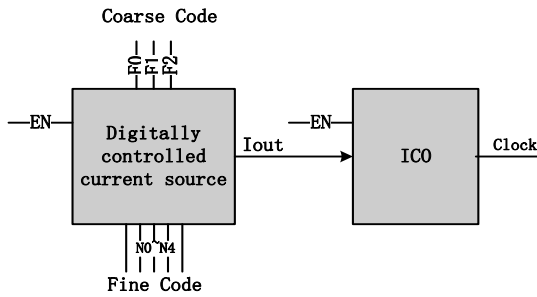 Coarse Code
F0 F1 F2
EN
Digitally
controlled
current source
Iout
EN
ICO
Clock
N0~N4
Fine Code